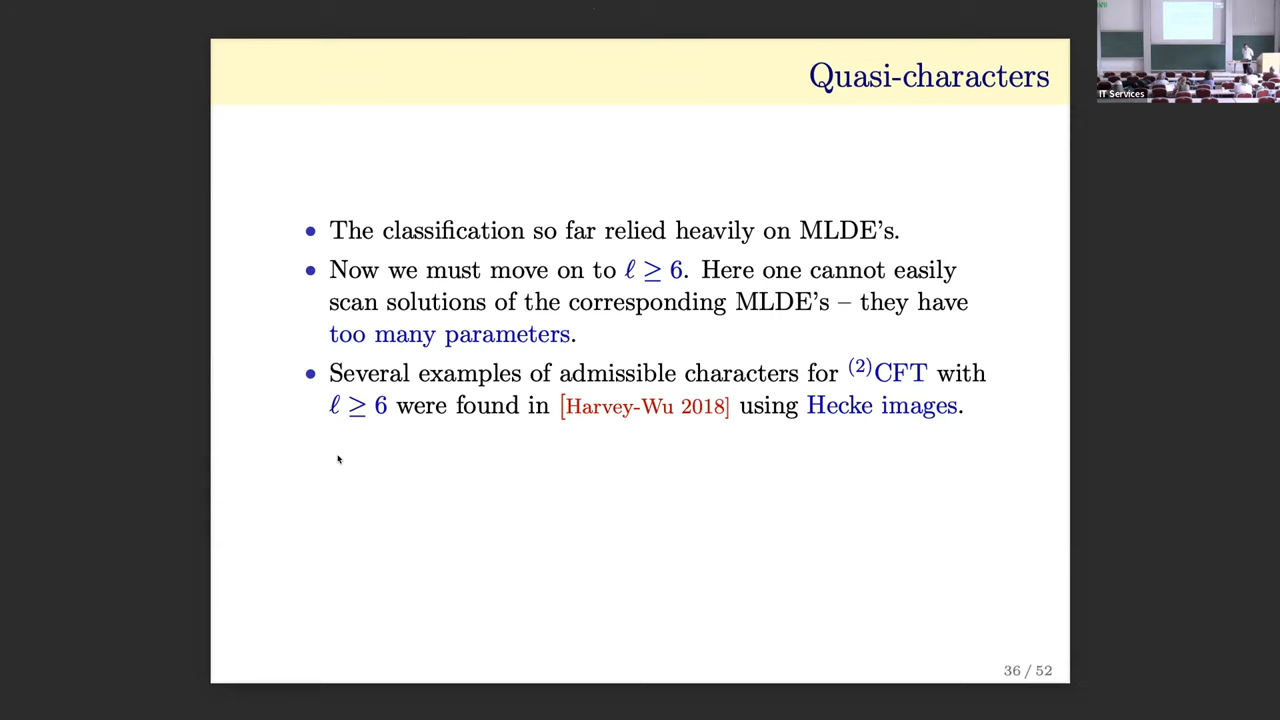 Quasi-characters
• The classification so far relied heavily on MLDE's.
• Now we must move on to ℓ ≥ 6. Here one cannot easily
scan solutions of the corresponding MLDE's – they have
too many parameters.
• Several examples of admissible characters for ⁽²⁾CFT with
ℓ ≥ 6 were found in [Harvey-Wu 2018] using Hecke images.
36 / 52
IT Services